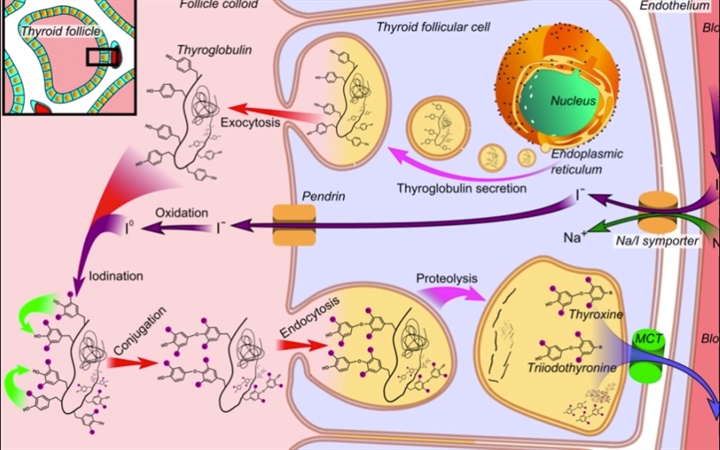 Follicle colloid
Endothelium
Thyroid follicle
Thyroglobulin
Thyroid follicular cell
Nucleus
Exocytosis
Endoplasmic
reticulum
Thyroglobulin secretion
Pendrin
I⁻
Oxidation
I⁰
I⁻
Na⁺
Na/I symporter
Iodination
Proteolysis
Conjugation
Endocytosis
Thyroxine
MCT
Triiodothyronine